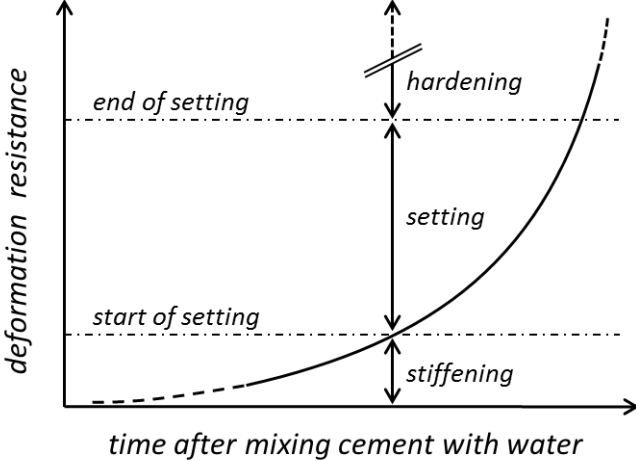 hardening
end of setting
setting
start of setting
stiffening
deformation resistance
time after mixing cement with water